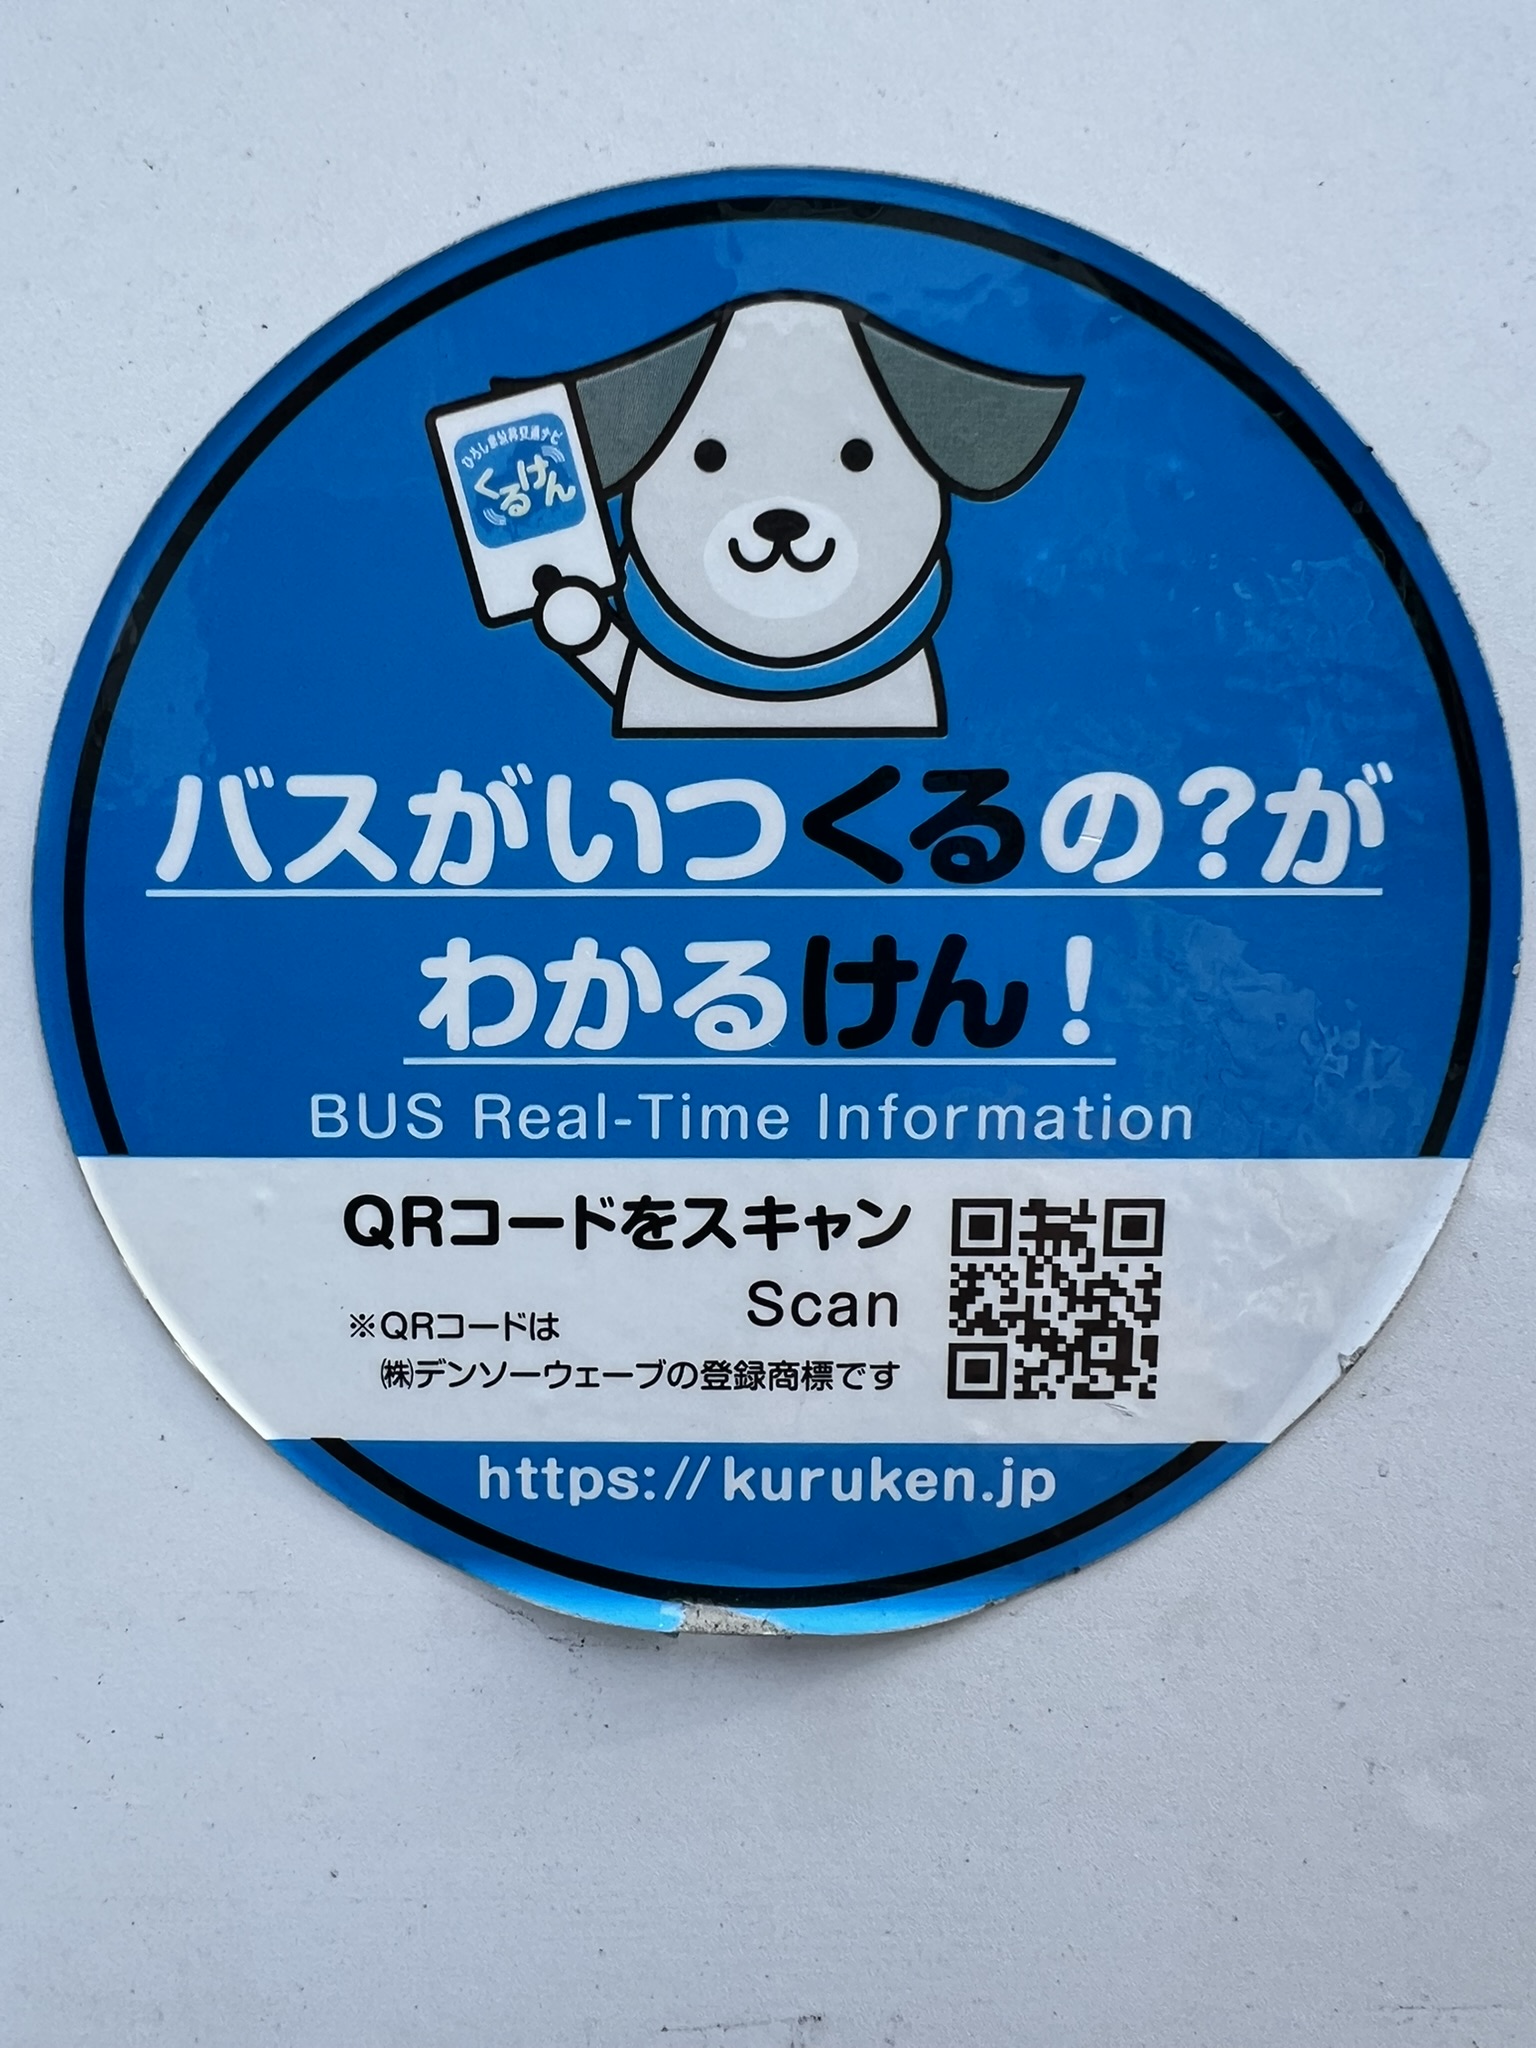 ひろしま公共交通ナビ
くるけん
バスがいつくるの?が
わかるけん!
BUS Real-Time Information
QRコードをスキャン
Scan
※QRコードは
㈱デンソーウェーブの登録商標です
https://kuruken.jp